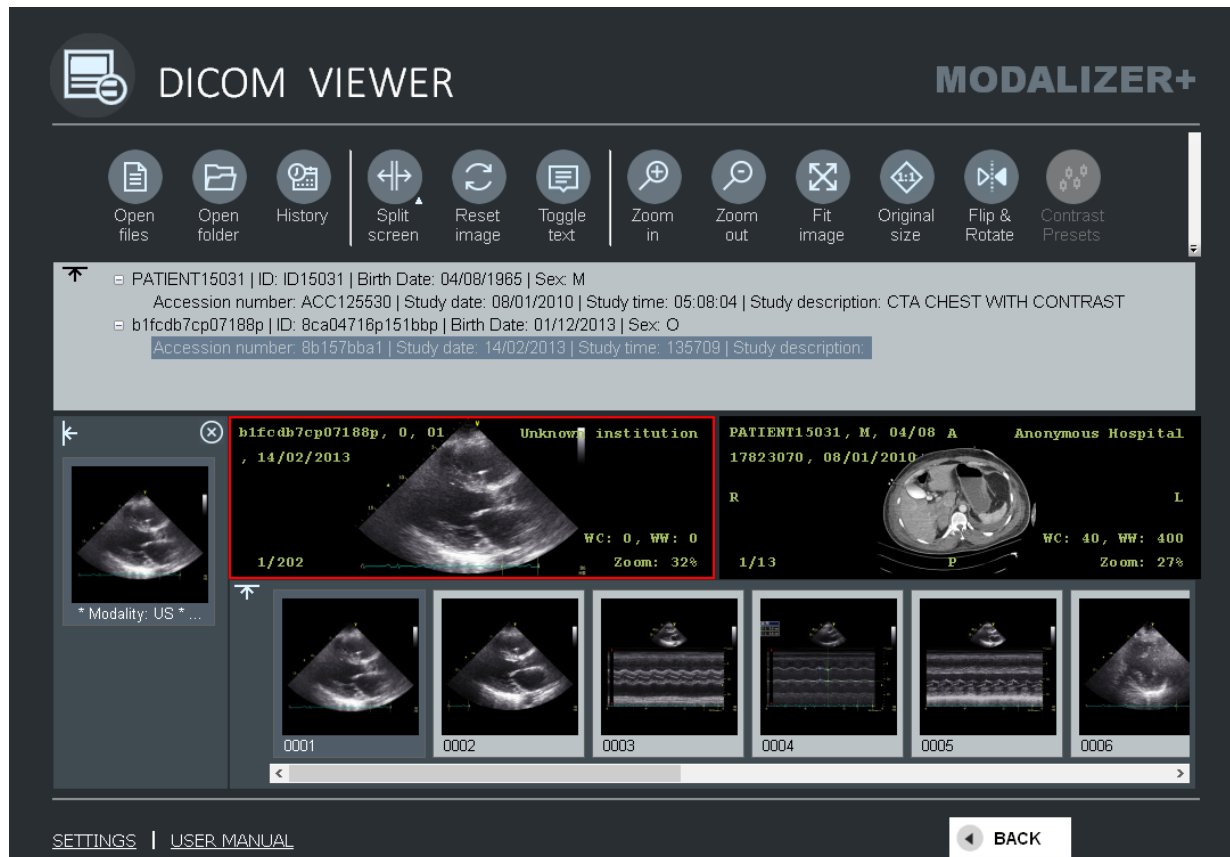 DICOM VIEWER
MODALIZER+
Open files
Open folder
History
Split screen
Reset image
Toggle text
Zoom in
Zoom out
Fit image
1:1
Original size
Flip & Rotate
Contrast Presets
PATIENT15031 | ID: ID15031 | Birth Date: 04/08/1965 | Sex: M
Accession number: ACC125530 | Study date: 08/01/2010 | Study time: 05:08:04 | Study description: CTA CHEST WITH CONTRAST
b1fcdb7cp07188p | ID: 8ca04716p151bbp | Birth Date: 01/12/2013 | Sex: O
Accession number: 8b157bba1 | Study date: 14/02/2013 | Study time: 135709 | Study description:
* Modality: US * ...
b1fcdb7cp07188p, 0, 01
Unknown institution
, 14/02/2013
WC: 0, WW: 0
1/202
Zoom: 32%
PATIENT15031, M, 04/08
A
Anonymous Hospital
17823070, 08/01/2010
R
L
WC: 40, WW: 400
1/13
P
Zoom: 27%
0001
0002
0003
0004
0005
0006
SETTINGS | USER MANUAL
BACK